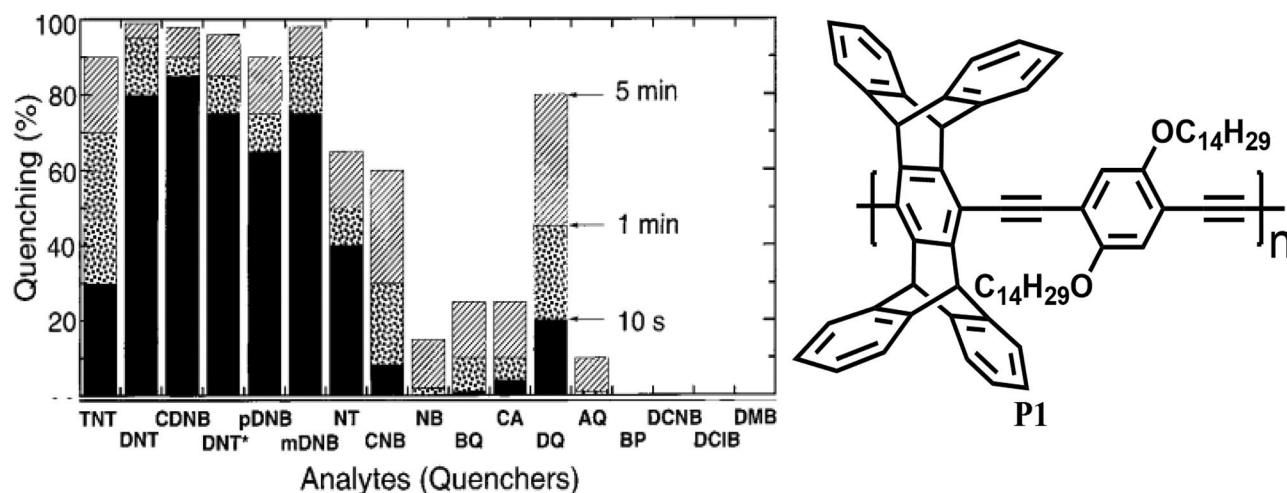 100
80
60
40
20
Quenching (%)
5 min
1 min
10 s
TNT CDNB pDNB NT NB CA AQ DCNB DMB
DNT DNT* mDNB CNB BQ DQ BP DCIB
Analytes (Quenchers)
OC14H29
C14H29O
n
P1